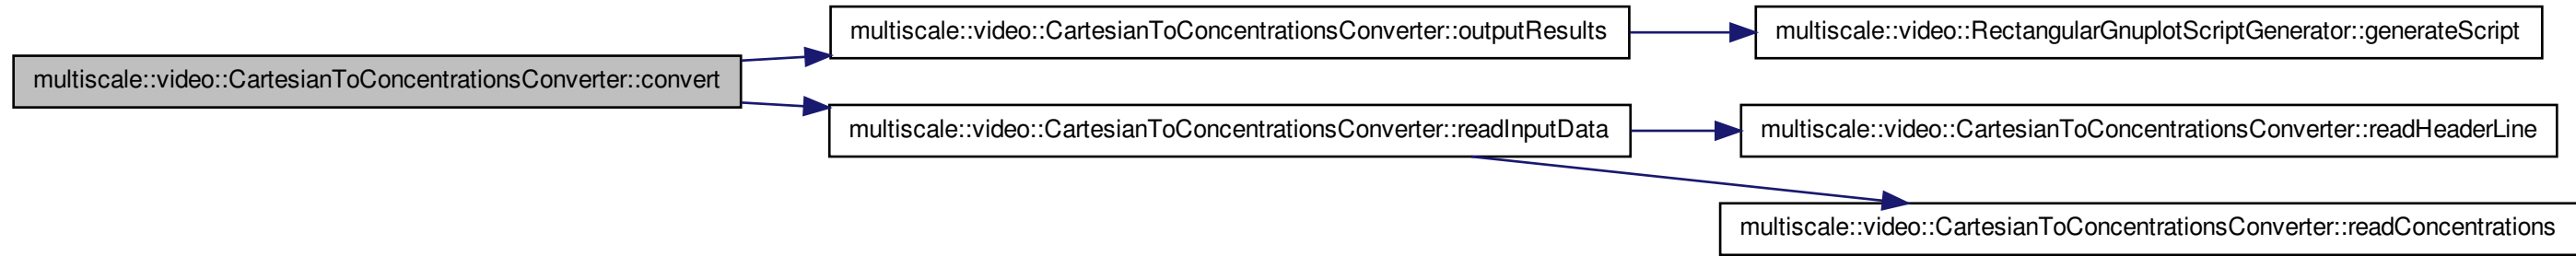 multiscale::video::CartesianToConcentrationsConverter::convert
multiscale::video::CartesianToConcentrationsConverter::outputResults
multiscale::video::RectangularGnuplotScriptGenerator::generateScript
multiscale::video::CartesianToConcentrationsConverter::readInputData
multiscale::video::CartesianToConcentrationsConverter::readHeaderLine
multiscale::video::CartesianToConcentrationsConverter::readConcentrations